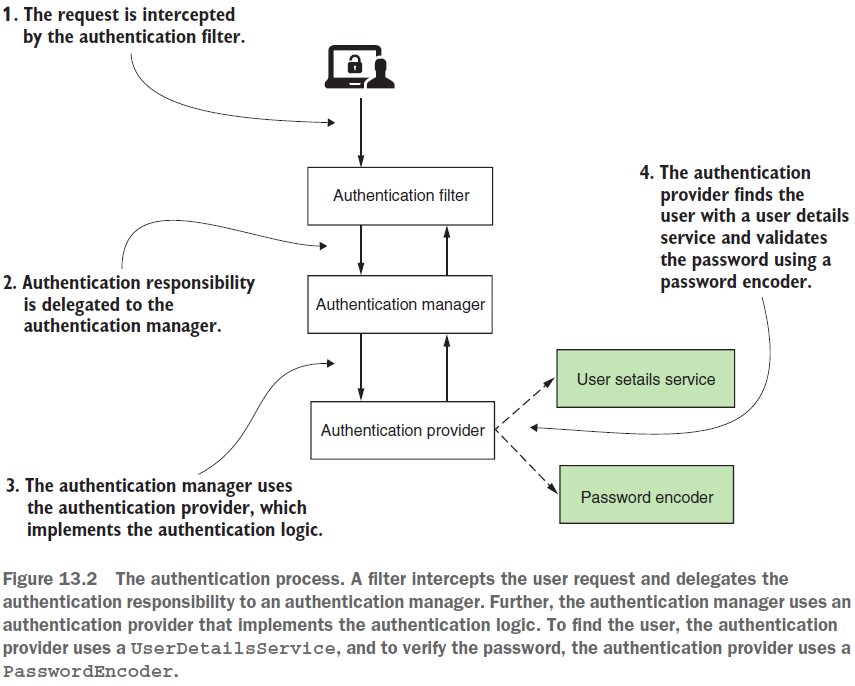 1. The request is intercepted
by the authentication filter.
Authentication filter
4. The authentication
provider finds the
user with a user details
service and validates
the password using a
password encoder.
2. Authentication responsibility
is delegated to the
authentication manager.
Authentication manager
User setails service
Authentication provider
3. The authentication manager uses
the authentication provider, which
implements the authentication logic.
Password encoder
Figure 13.2 The authentication process. A filter intercepts the user request and delegates the
authentication responsibility to an authentication manager. Further, the authentication manager uses an
authentication provider that implements the authentication logic. To find the user, the authentication
provider uses a UserDetailsService, and to verify the password, the authentication provider uses a
PasswordEncoder.